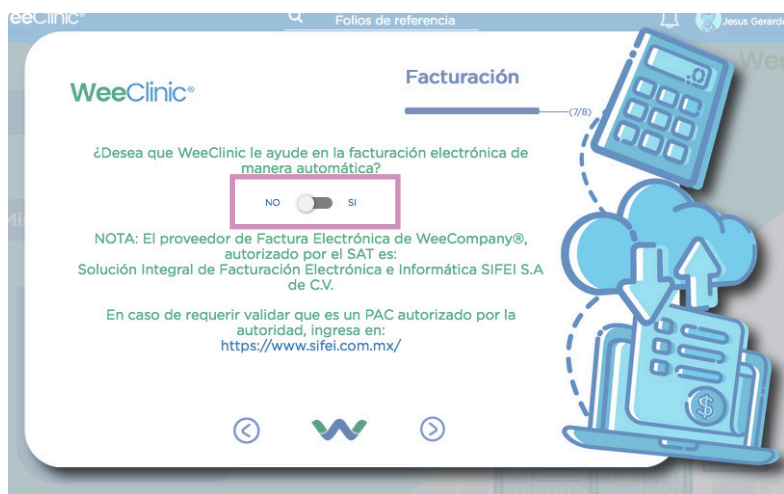 eeClinic®
Folios de referencia
Jesus Gerardo
WeeClinic®
Facturación
(7/8)
¿Desea que WeeClinic le ayude en la facturación electrónica de
manera automática?
NO SI
NOTA: El proveedor de Factura Electrónica de WeeCompany®,
autorizado por el SAT es:
Solución Integral de Facturación Electrónica e Informática SIFEI S.A
de C.V.
En caso de requerir validar que es un PAC autorizado por la
autoridad, ingresa en:
https://www.sifei.com.mx/